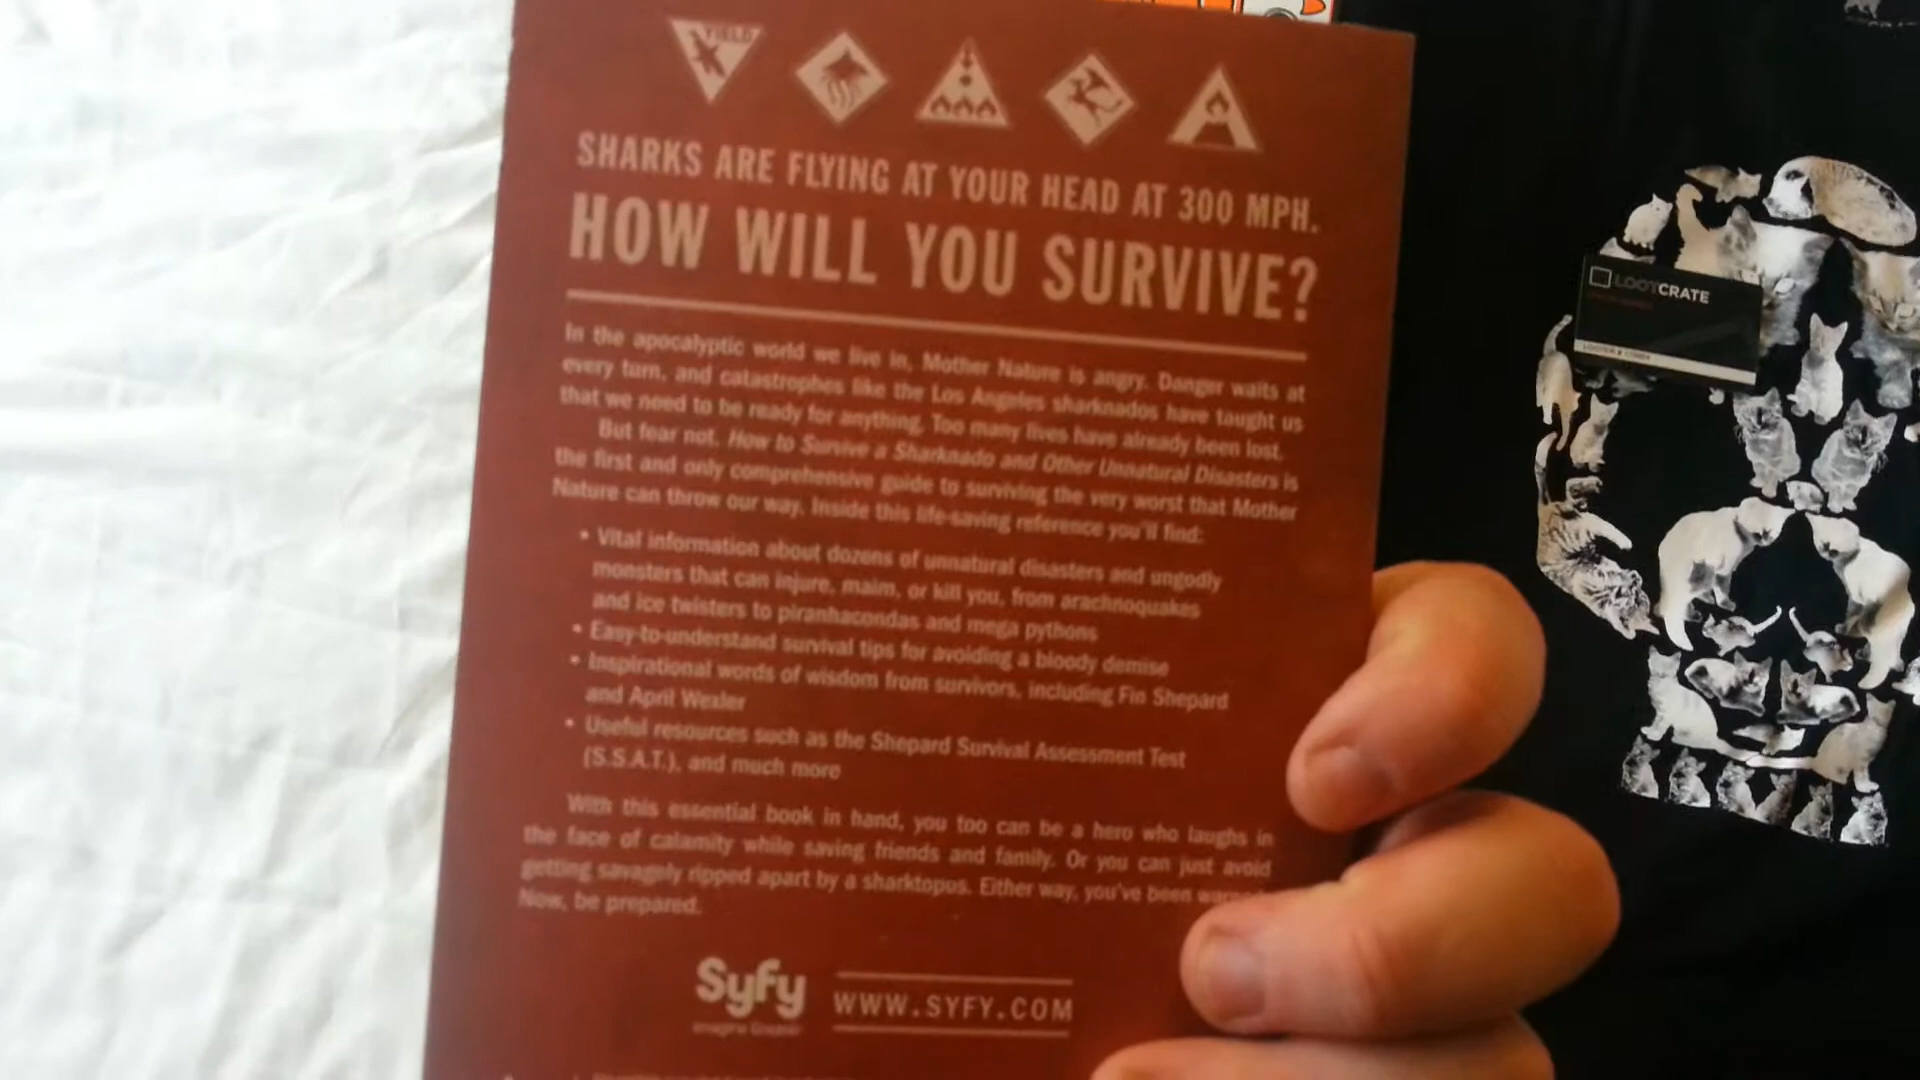 YIELD
SHARKS ARE FLYING AT YOUR HEAD AT 300 MPH.
HOW WILL YOU SURVIVE?
In the apocalyptic world we live in, Mother Nature is angry. Danger waits at
every turn, and catastrophes like the Los Angeles sharknados have taught us
that we need to be ready for anything. Too many lives have already been lost.
But fear not. How to Survive a Sharknado and Other Unnatural Disasters is
the first and only comprehensive guide to surviving the very worst that Mother
Nature can throw our way. Inside this life-saving reference you'll find:
• Vital information about dozens of unnatural disasters and ungodly
monsters that can injure, maim, or kill you, from arachnoquakes
and ice twisters to piranhacondas and mega pythons
• Easy-to-understand survival tips for avoiding a bloody demise
• Inspirational words of wisdom from survivors, including Fin Shepard
and April Wexler
• Useful resources such as the Shepard Survival Assessment Test
(S.S.A.T.), and much more
With this essential book in hand, you too can be a hero who laughs in
the face of calamity while saving friends and family. Or you can just avoid
getting savagely ripped apart by a sharktopus. Either way, you've been
Now, be prepared.
Syfy
Imagine Greater
WWW.SYFY.COM
LOOTCRATE